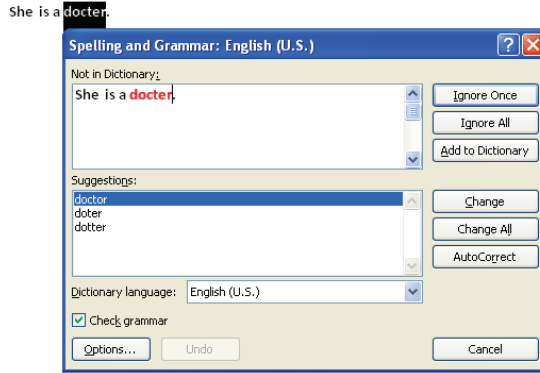 She is a docter.
Spelling and Grammar: English (U.S.)
Not in Dictionary:
She is a docter.
Ignore Once
Ignore All
Add to Dictionary
Suggestions:
doctor
doter
dotter
Change
Change All
AutoCorrect
Dictionary language: English (U.S.)
Check grammar
Options... Undo Cancel